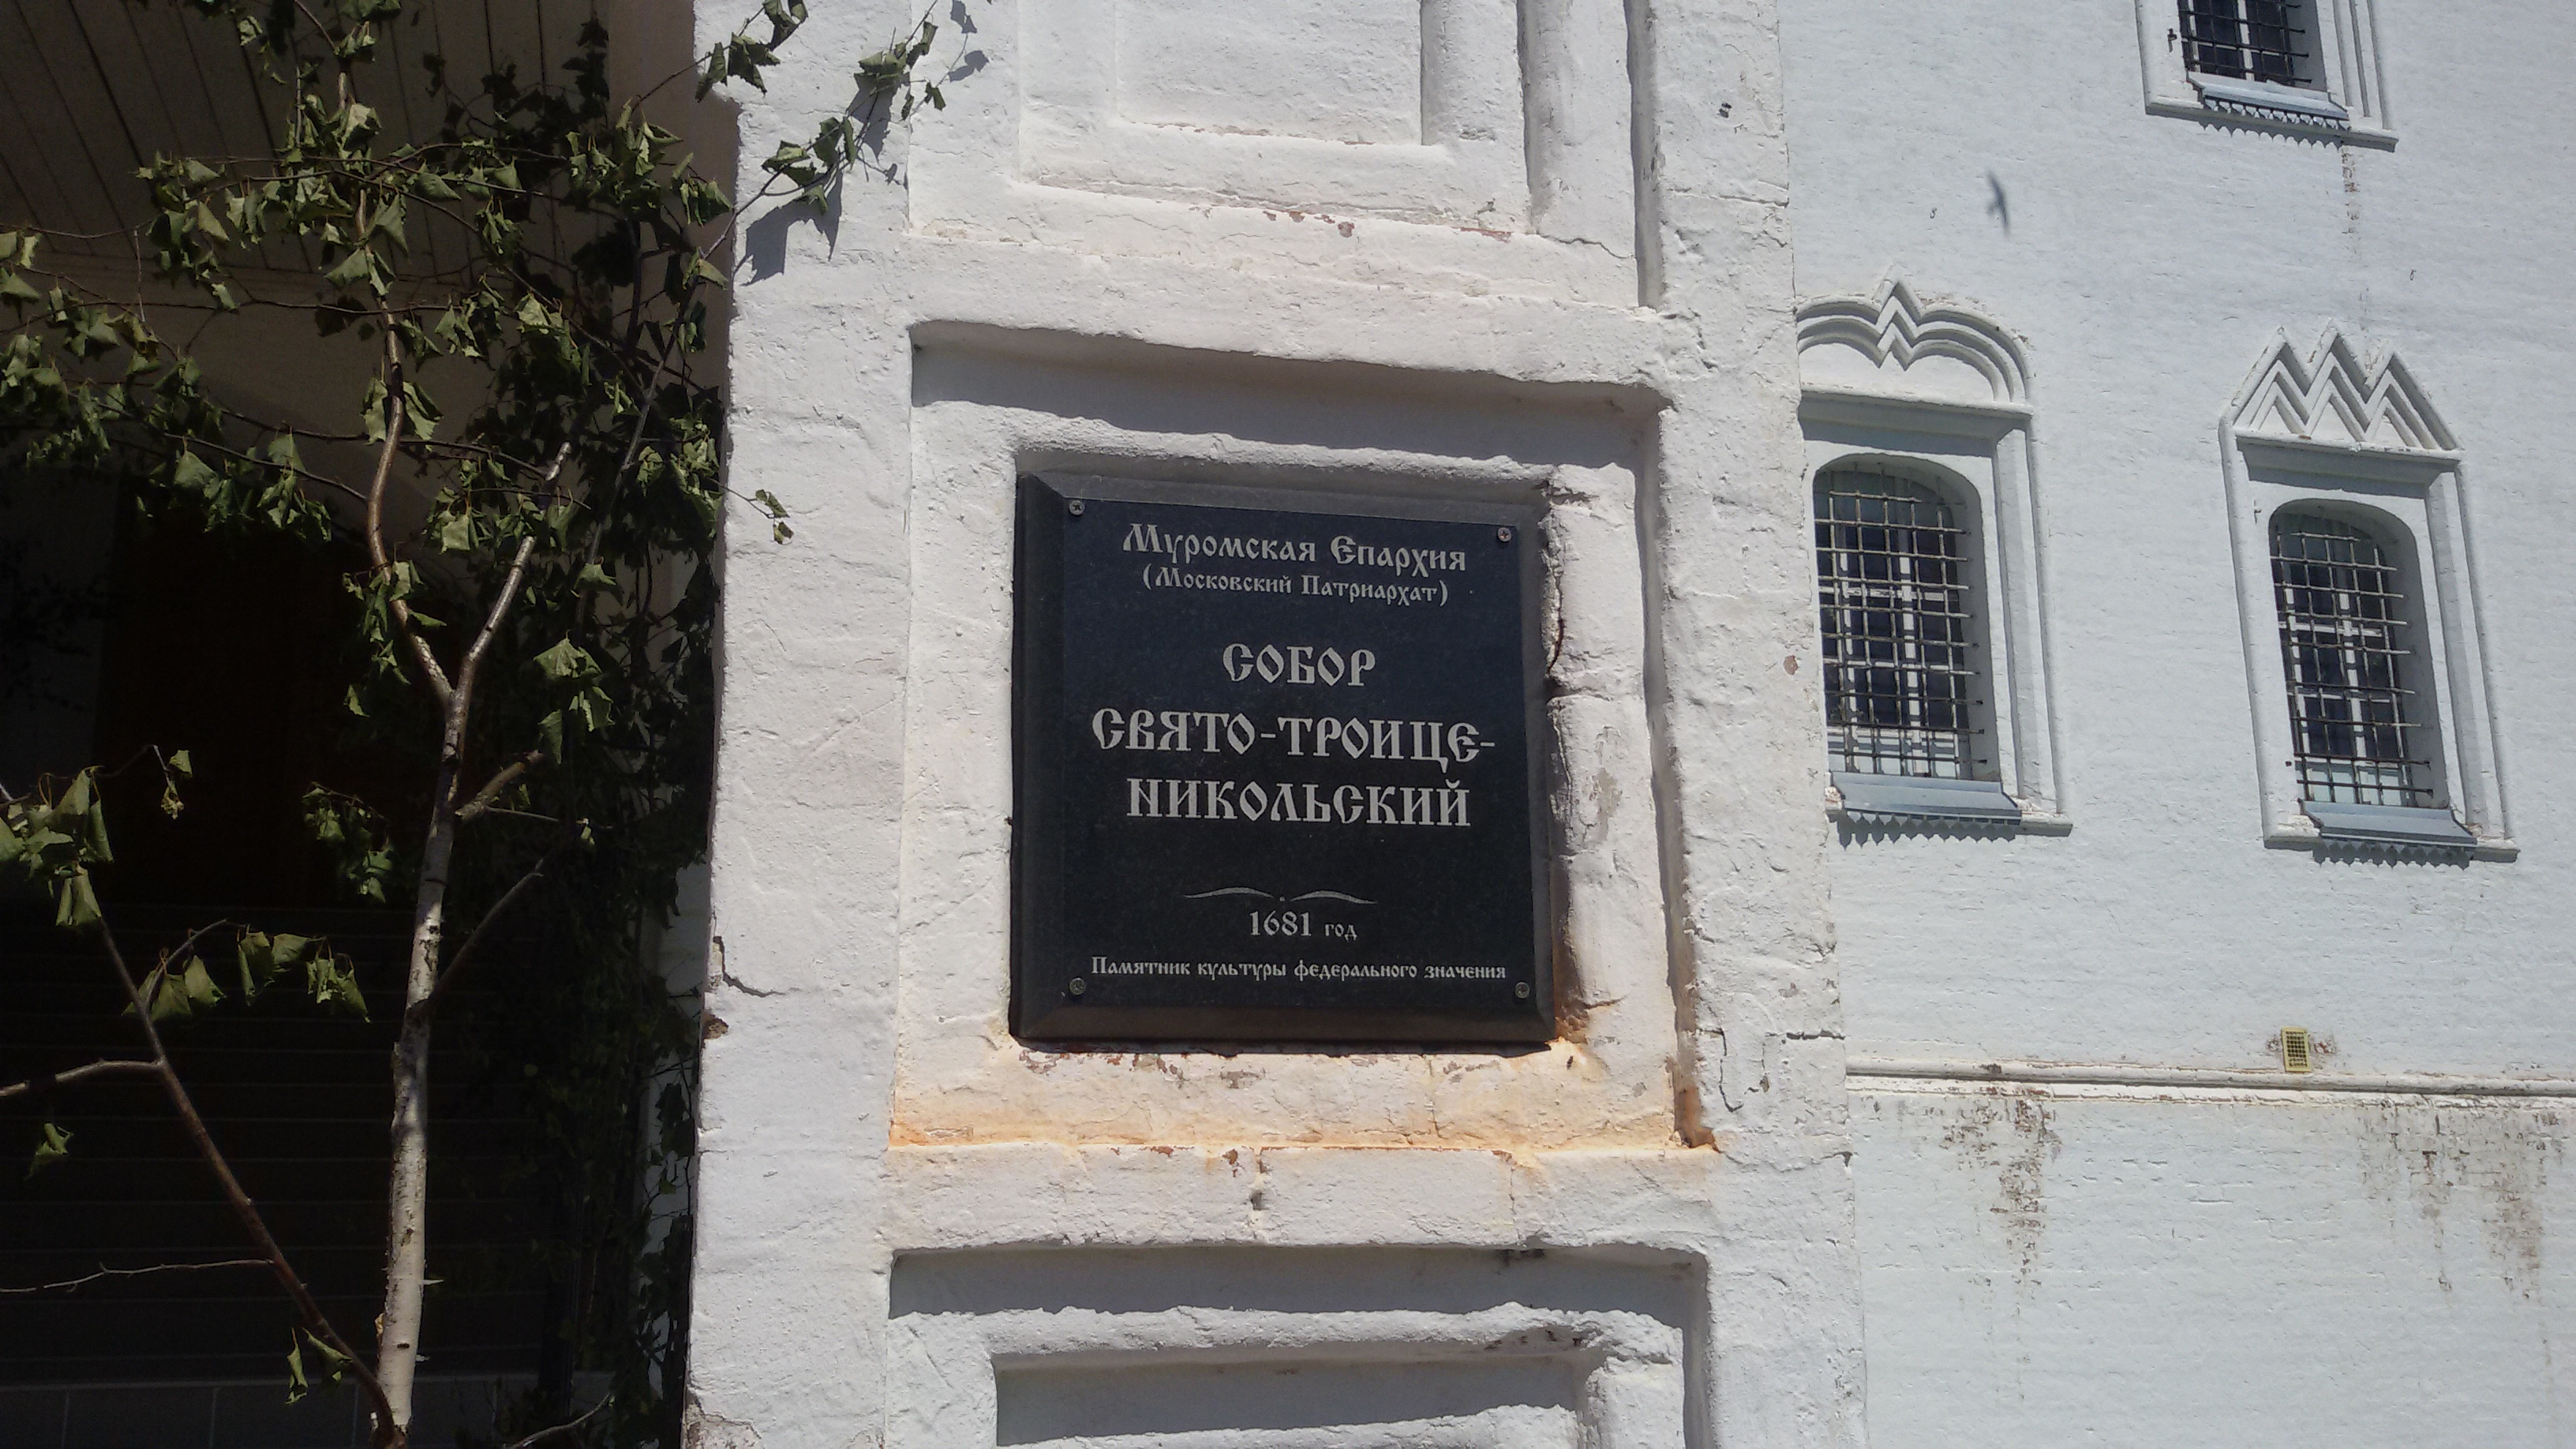 Муромская Епархия
(Московский Патриархат)
СОБОР
СВЯТО-ТРОИЦЕ-
НИКОЛЬСКИЙ
1681 год
Памятник культуры федерального значения